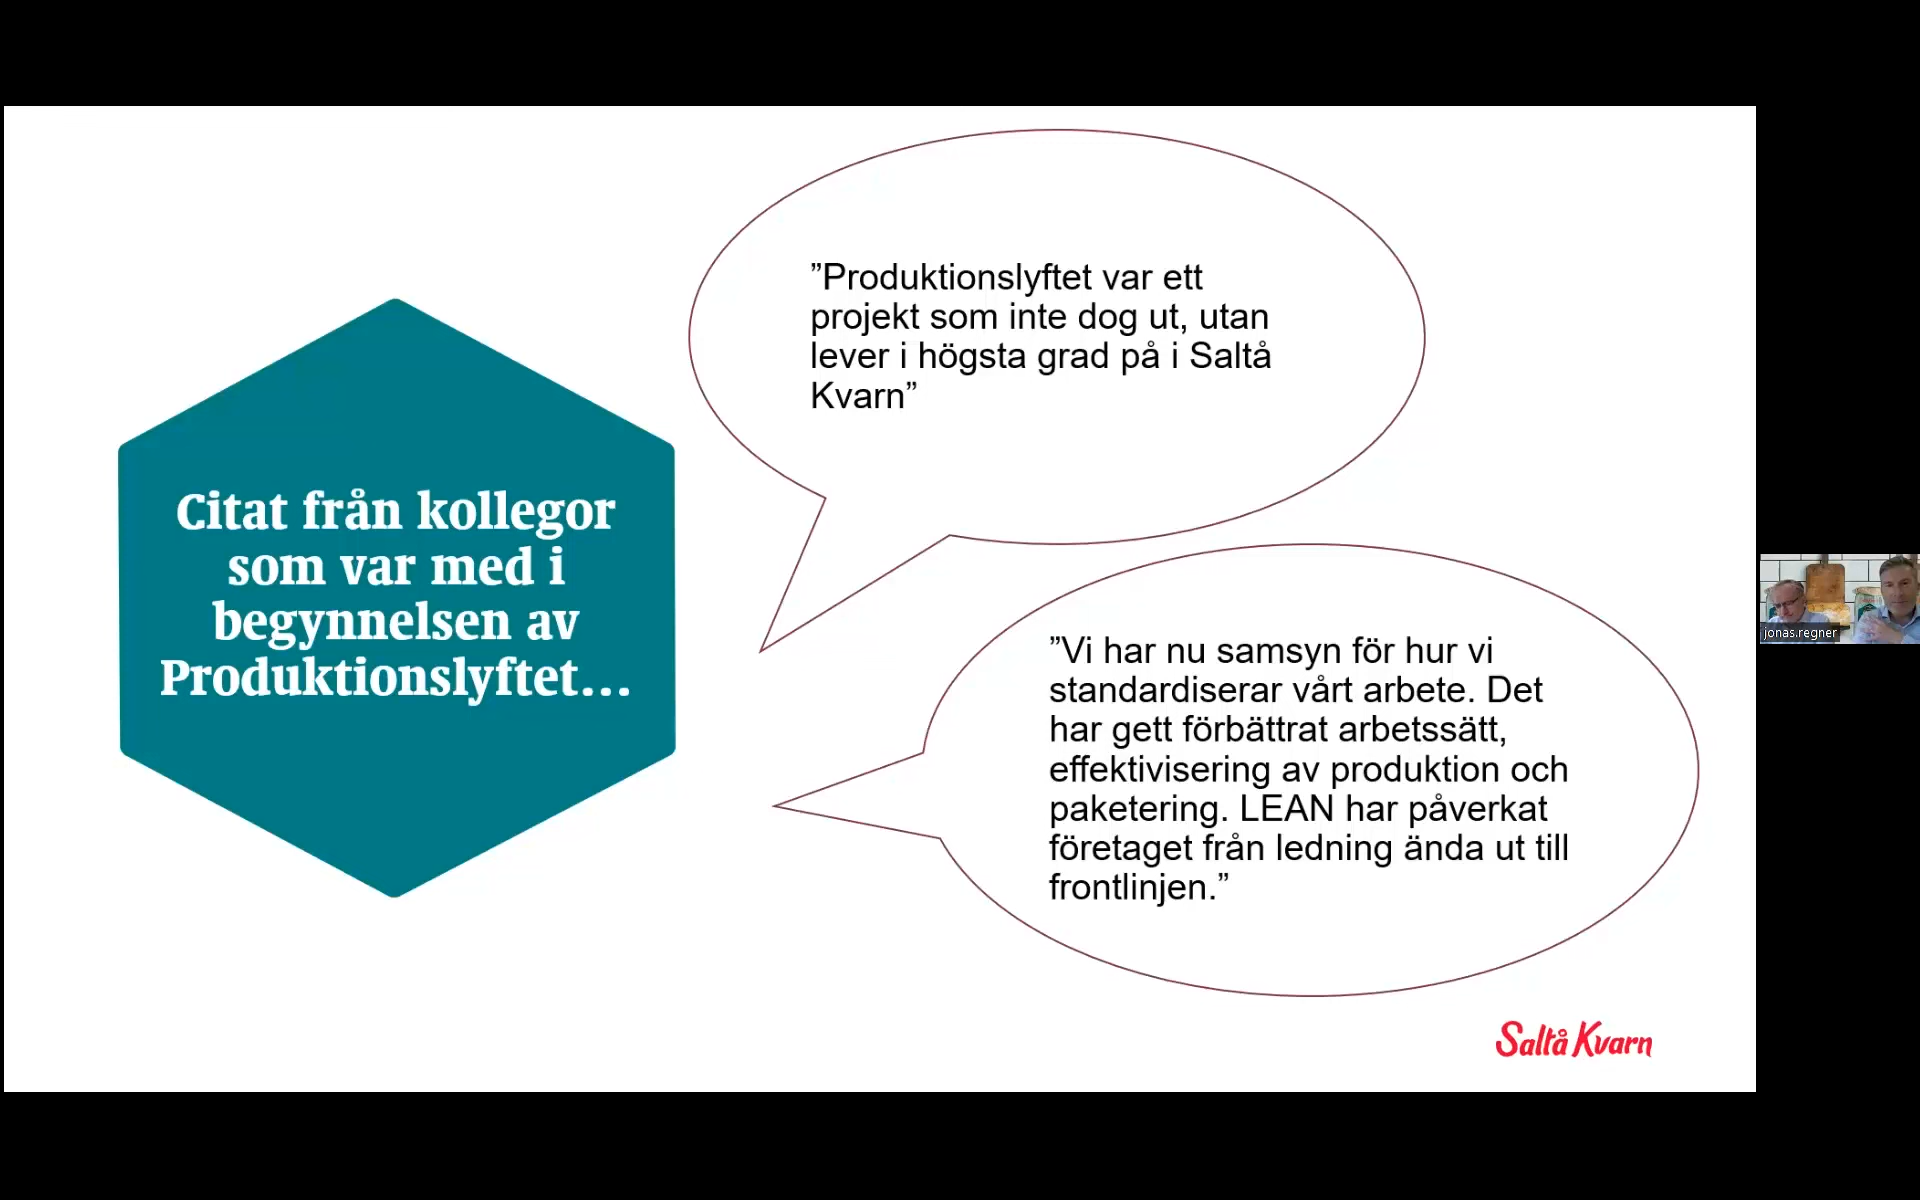 Citat från kollegor
som var med i
begynnelsen av
Produktionslyftet...
”Produktionslyftet var ett
projekt som inte dog ut, utan
lever i högsta grad på i Saltå
Kvarn”
”Vi har nu samsyn för hur vi
standardiserar vårt arbete. Det
har gett förbättrat arbetssätt,
effektivisering av produktion och
paketering. LEAN har påverkat
företaget från ledning ända ut till
frontlinjen.”
Saltå Kvarn
jonas.regner